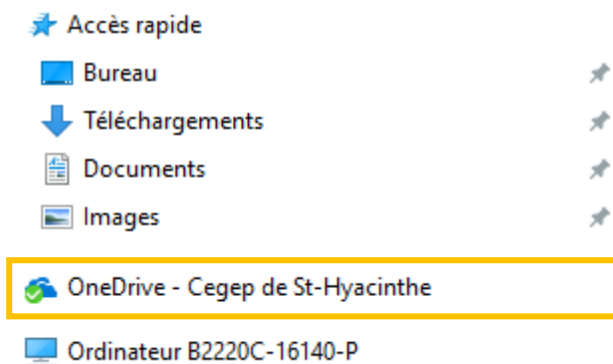 Accès rapide
Bureau
Téléchargements
Documents
Images
OneDrive - Cegep de St-Hyacinthe
Ordinateur B2220C-16140-P